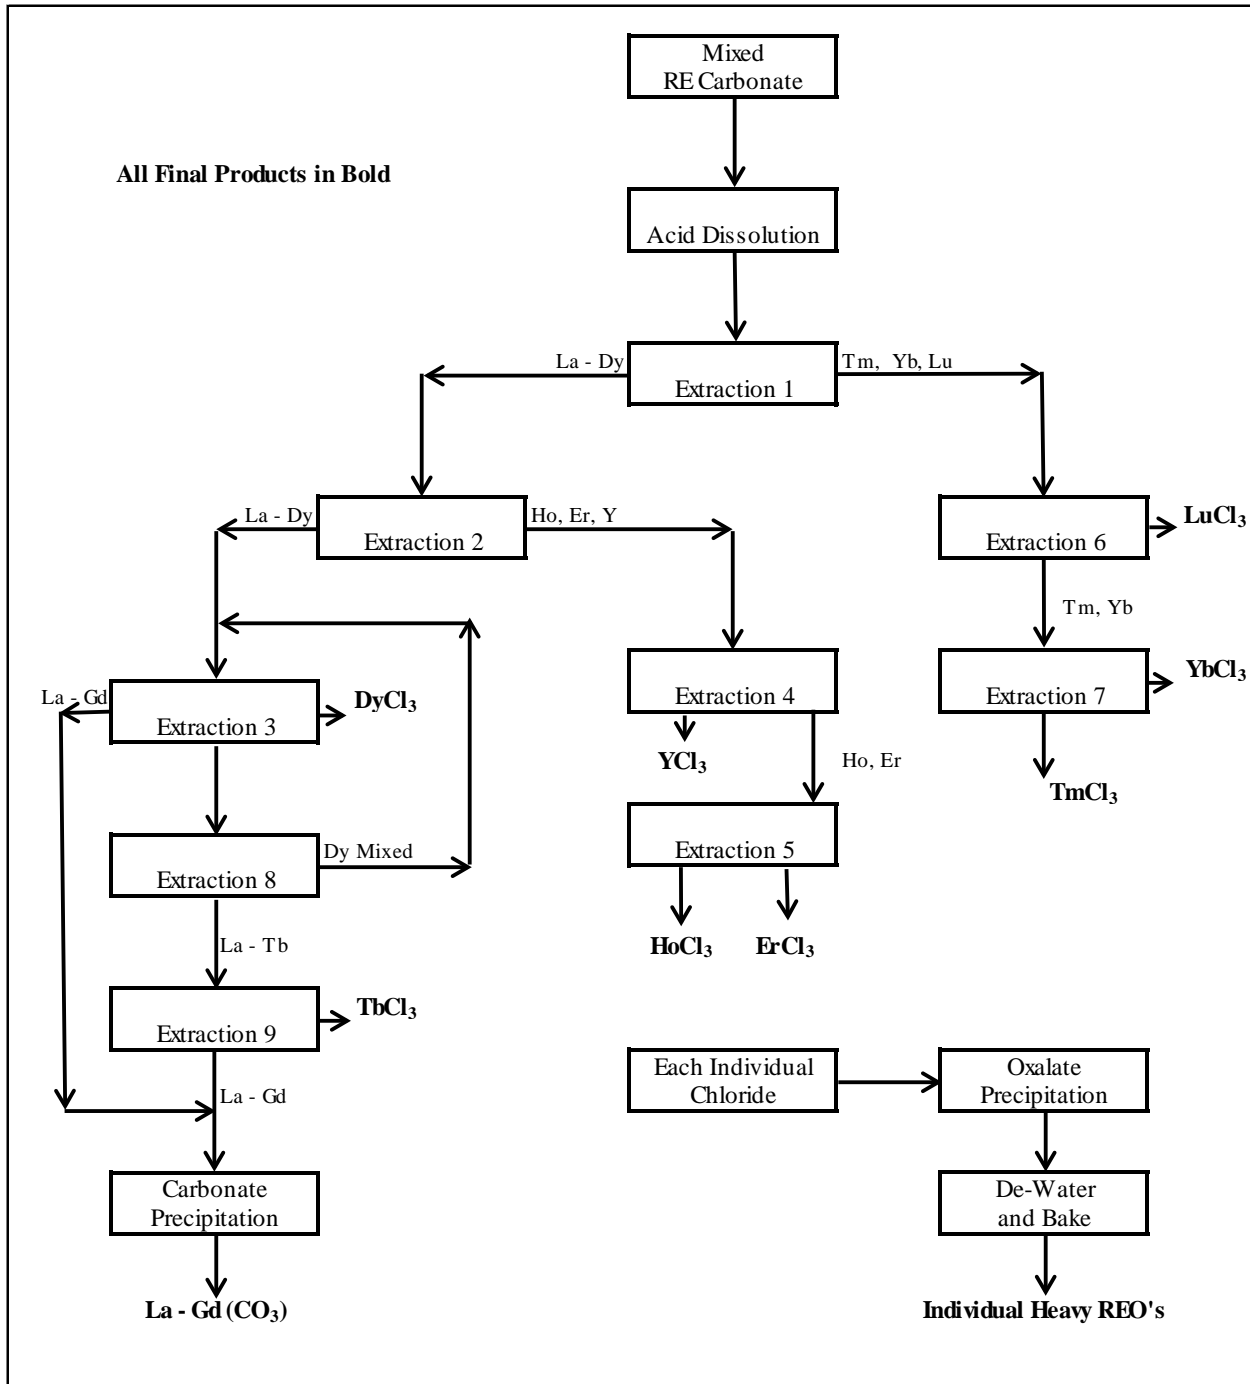 Mixed
RE Carbonate
All Final Products in Bold
Acid Dissolution
La - Dy
Tm, Yb, Lu
Extraction 1
La - Dy
Ho, Er, Y
LuCl₃
Extraction 2
Extraction 6
Tm, Yb
La - Gd
DyCl₃
YbCl₃
Extraction 3
Extraction 4
Extraction 7
YCl₃
Ho, Er
TmCl₃
Dy Mixed
Extraction 8
Extraction 5
La - Tb
HoCl₃
ErCl₃
TbCl₃
Extraction 9
Each Individual
Chloride
Oxalate
Precipitation
La - Gd
Carbonate
Precipitation
De-Water
and Bake
La - Gd (CO₃)
Individual Heavy REO's